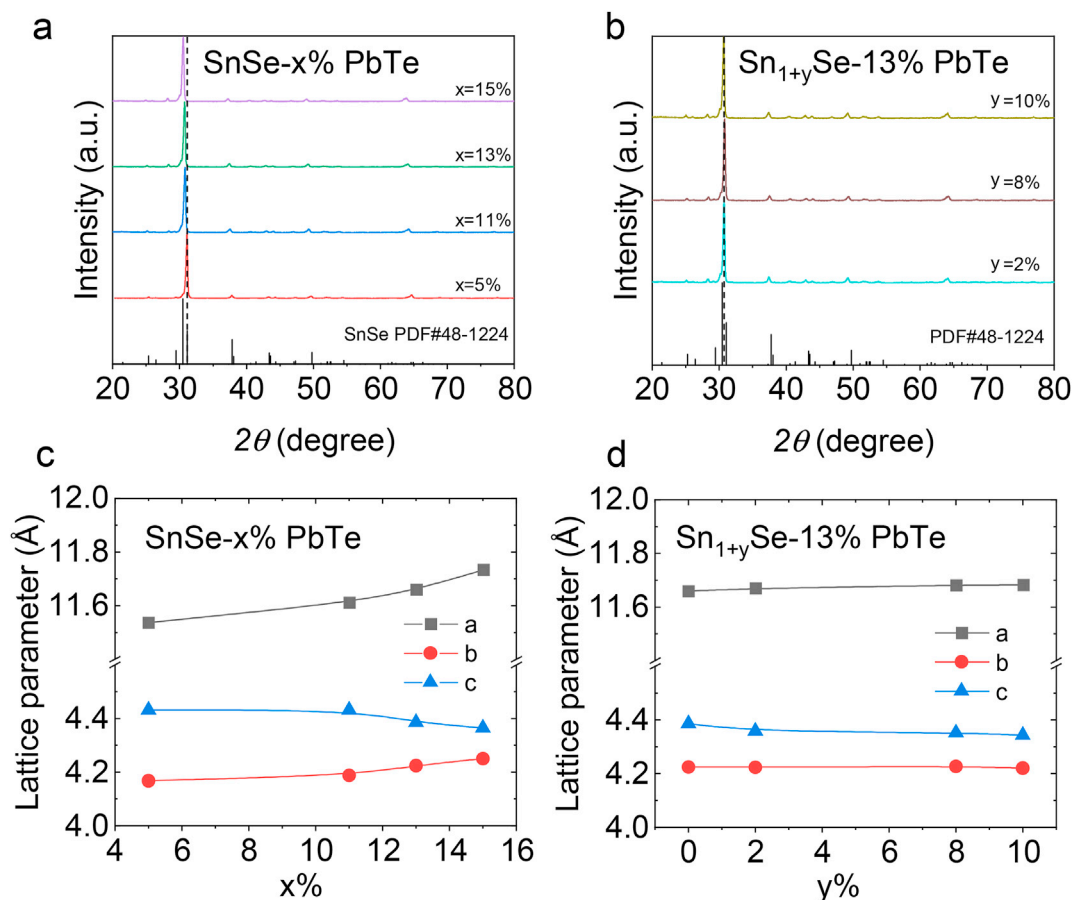 a
SnSe-x% PbTe
x=15%
x=13%
x=11%
x=5%
SnSe PDF#48-1224
Intensity (a.u.)
20 30 40 50 60 70 80
2θ (degree)
b
Sn1+ySe-13% PbTe
y =10%
y =8%
y =2%
PDF#48-1224
Intensity (a.u.)
20 30 40 50 60 70 80
2θ (degree)
c
SnSe-x% PbTe
a
b
c
Lattice parameter (Å)
12.0
11.8
11.6
4.4
4.2
4.0
4 6 8 10 12 14 16
x%
d
Sn1+ySe-13% PbTe
a
b
c
Lattice parameter (Å)
12.0
11.8
11.6
4.4
4.2
4.0
0 2 4 6 8 10
y%